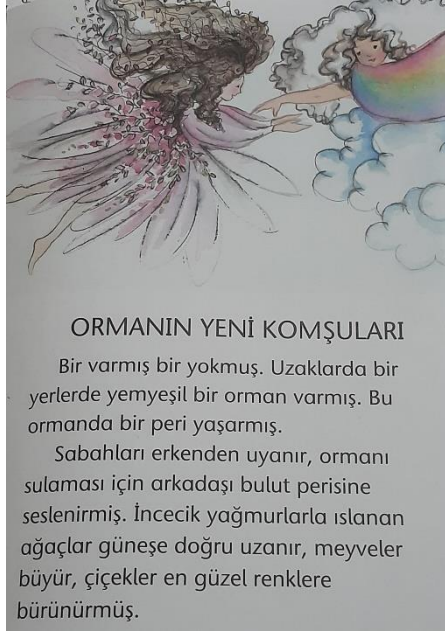 ORMANIN YENİ KOMŞULARI
Bir varmış bir yokmuş. Uzaklarda bir
yerlerde yemyeşil bir orman varmış. Bu
ormanda bir peri yaşarmış.
Sabahları erkenden uyanır, ormanı
sulaması için arkadaşı bulut perisine
seslenirmiş. İncecik yağmurlarla ıslanan
ağaçlar güneşe doğru uzanır, meyveler
büyür, çiçekler en güzel renklere
bürünürmüş.